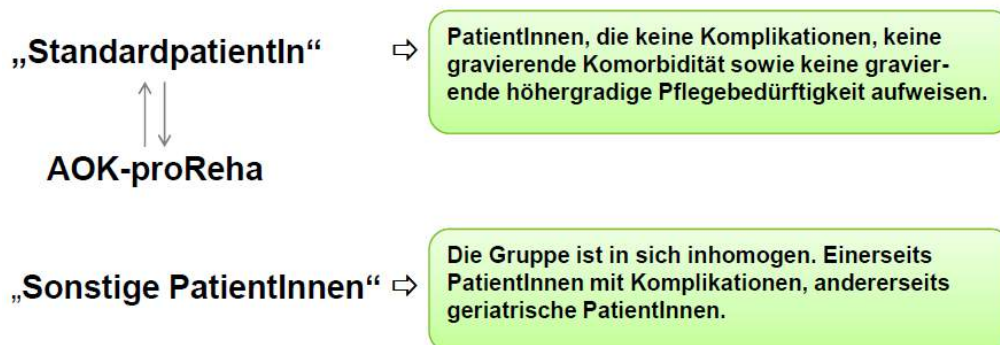 „StandardpatientIn“ ⇨
PatientInnen, die keine Komplikationen, keine
gravierende Komorbidität sowie keine gravier-
ende höhergradige Pflegebedürftigkeit aufweisen.
AOK-proReha
„Sonstige PatientInnen“ ⇨
Die Gruppe ist in sich inhomogen. Einerseits
PatientInnen mit Komplikationen, andererseits
geriatrische PatientInnen.